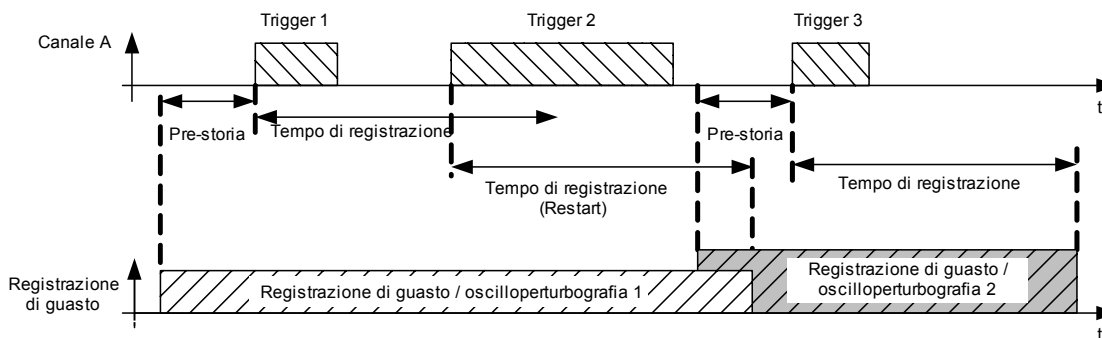 Trigger 1
Trigger 2
Trigger 3
Canale A
t
Pre-storia
Tempo di registrazione
Pre-storia
Tempo di registrazione
(Restart)
Tempo di registrazione
Registrazione
di guasto
Registrazione di guasto / oscilloperturbografia 1
Registrazione di guasto /
oscilloperturbografia 2
t